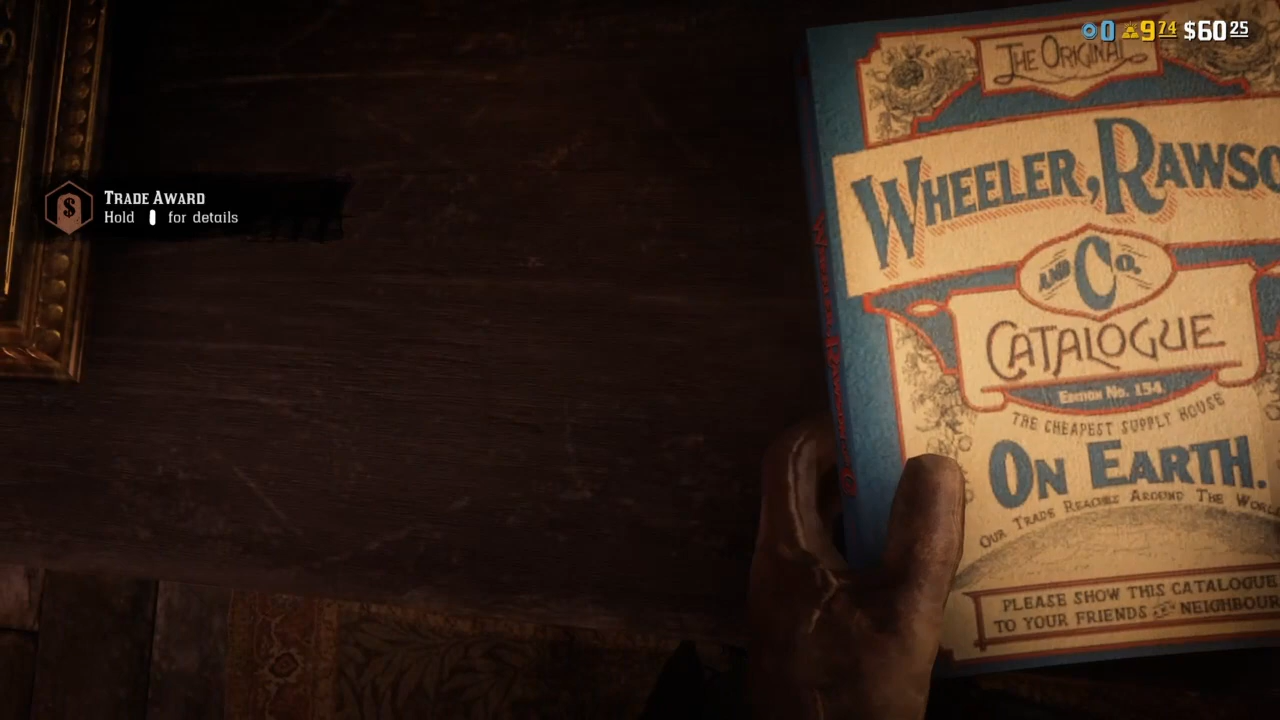 0 9 74 $60 25
THE ORIGINAL
WHEELER, RAWSO
AND CO.
CATALOGUE
EDITION No. 154.
THE CHEAPEST SUPPLY HOUSE
ON EARTH.
OUR TRADE REACHES AROUND THE WORL
PLEASE SHOW THIS CATALOGUE
TO YOUR FRIENDS AND NEIGHBOUR
TRADE AWARD
Hold for details